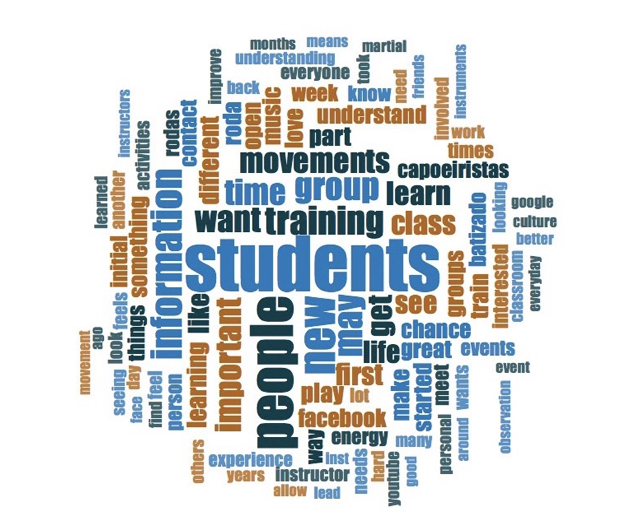 months
means
martial
understanding
everyone
took
improve
back
week
know
need
friends
instruments
instructors
activities
rodas
contact
different
roda
open
music
love
understand
involved
work
part
times
movements
capoeiristas
time
group
learn
learned
another
initial
something
information
want
training
class
batizado
looking
google
culture
better
students
groups
train
interested
classroom
everyday
movement
ago
look
feels
things
like
important
people
new
may
get
see
chance
life
great
events
event
seeing
face
day
find
feel
person
learning
first
play
lot
make
started
meet
wants
observation
facebook
way
energy
many
personal
around
others
experience
inst
needs
hard
youtube
good
years
instructor
allow
lead